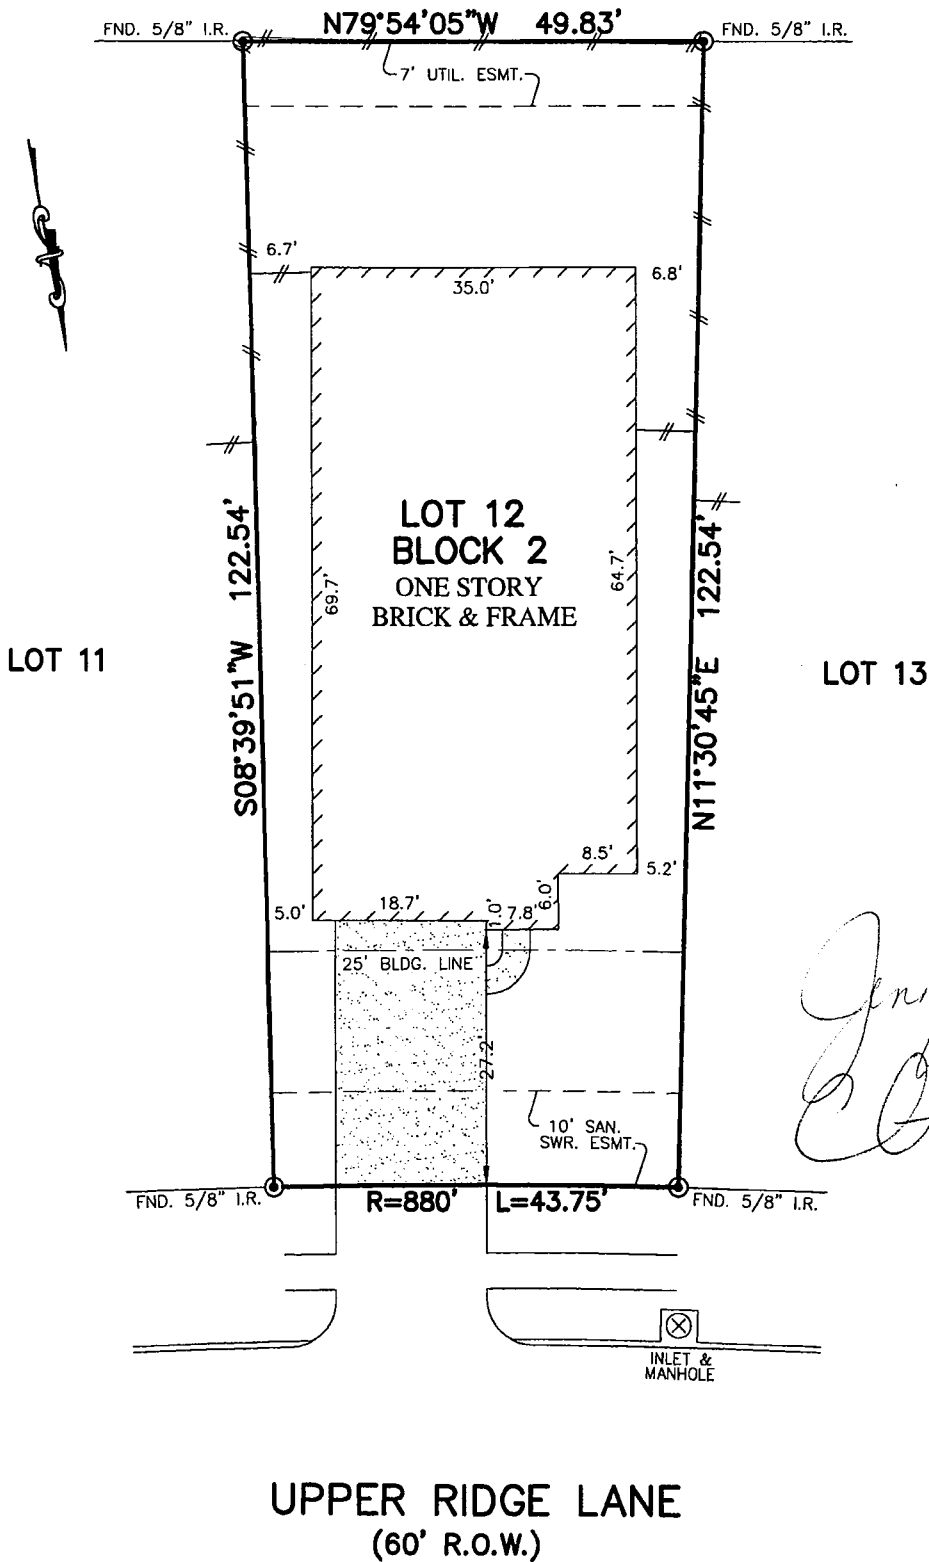 N79°54'05"W 49.83'
FND. 5/8" I.R.
FND. 5/8" I.R.
7' UTIL. ESMT.
6.7'
6.8'
35.0'
LOT 12
BLOCK 2
ONE STORY
BRICK & FRAME
S08°39'51"W 122.54'
69.7'
64.7'
N11°30'45"E 122.54'
LOT 11
LOT 13
8.5'
5.2'
6.0'
5.0'
18.7'
1.0'
7.8'
25' BLDG. LINE
27.2'
10' SAN.
SWR. ESMT.
FND. 5/8" I.R.
R=880' L=43.75'
FND. 5/8" I.R.
INLET &
MANHOLE
UPPER RIDGE LANE
(60' R.O.W.)